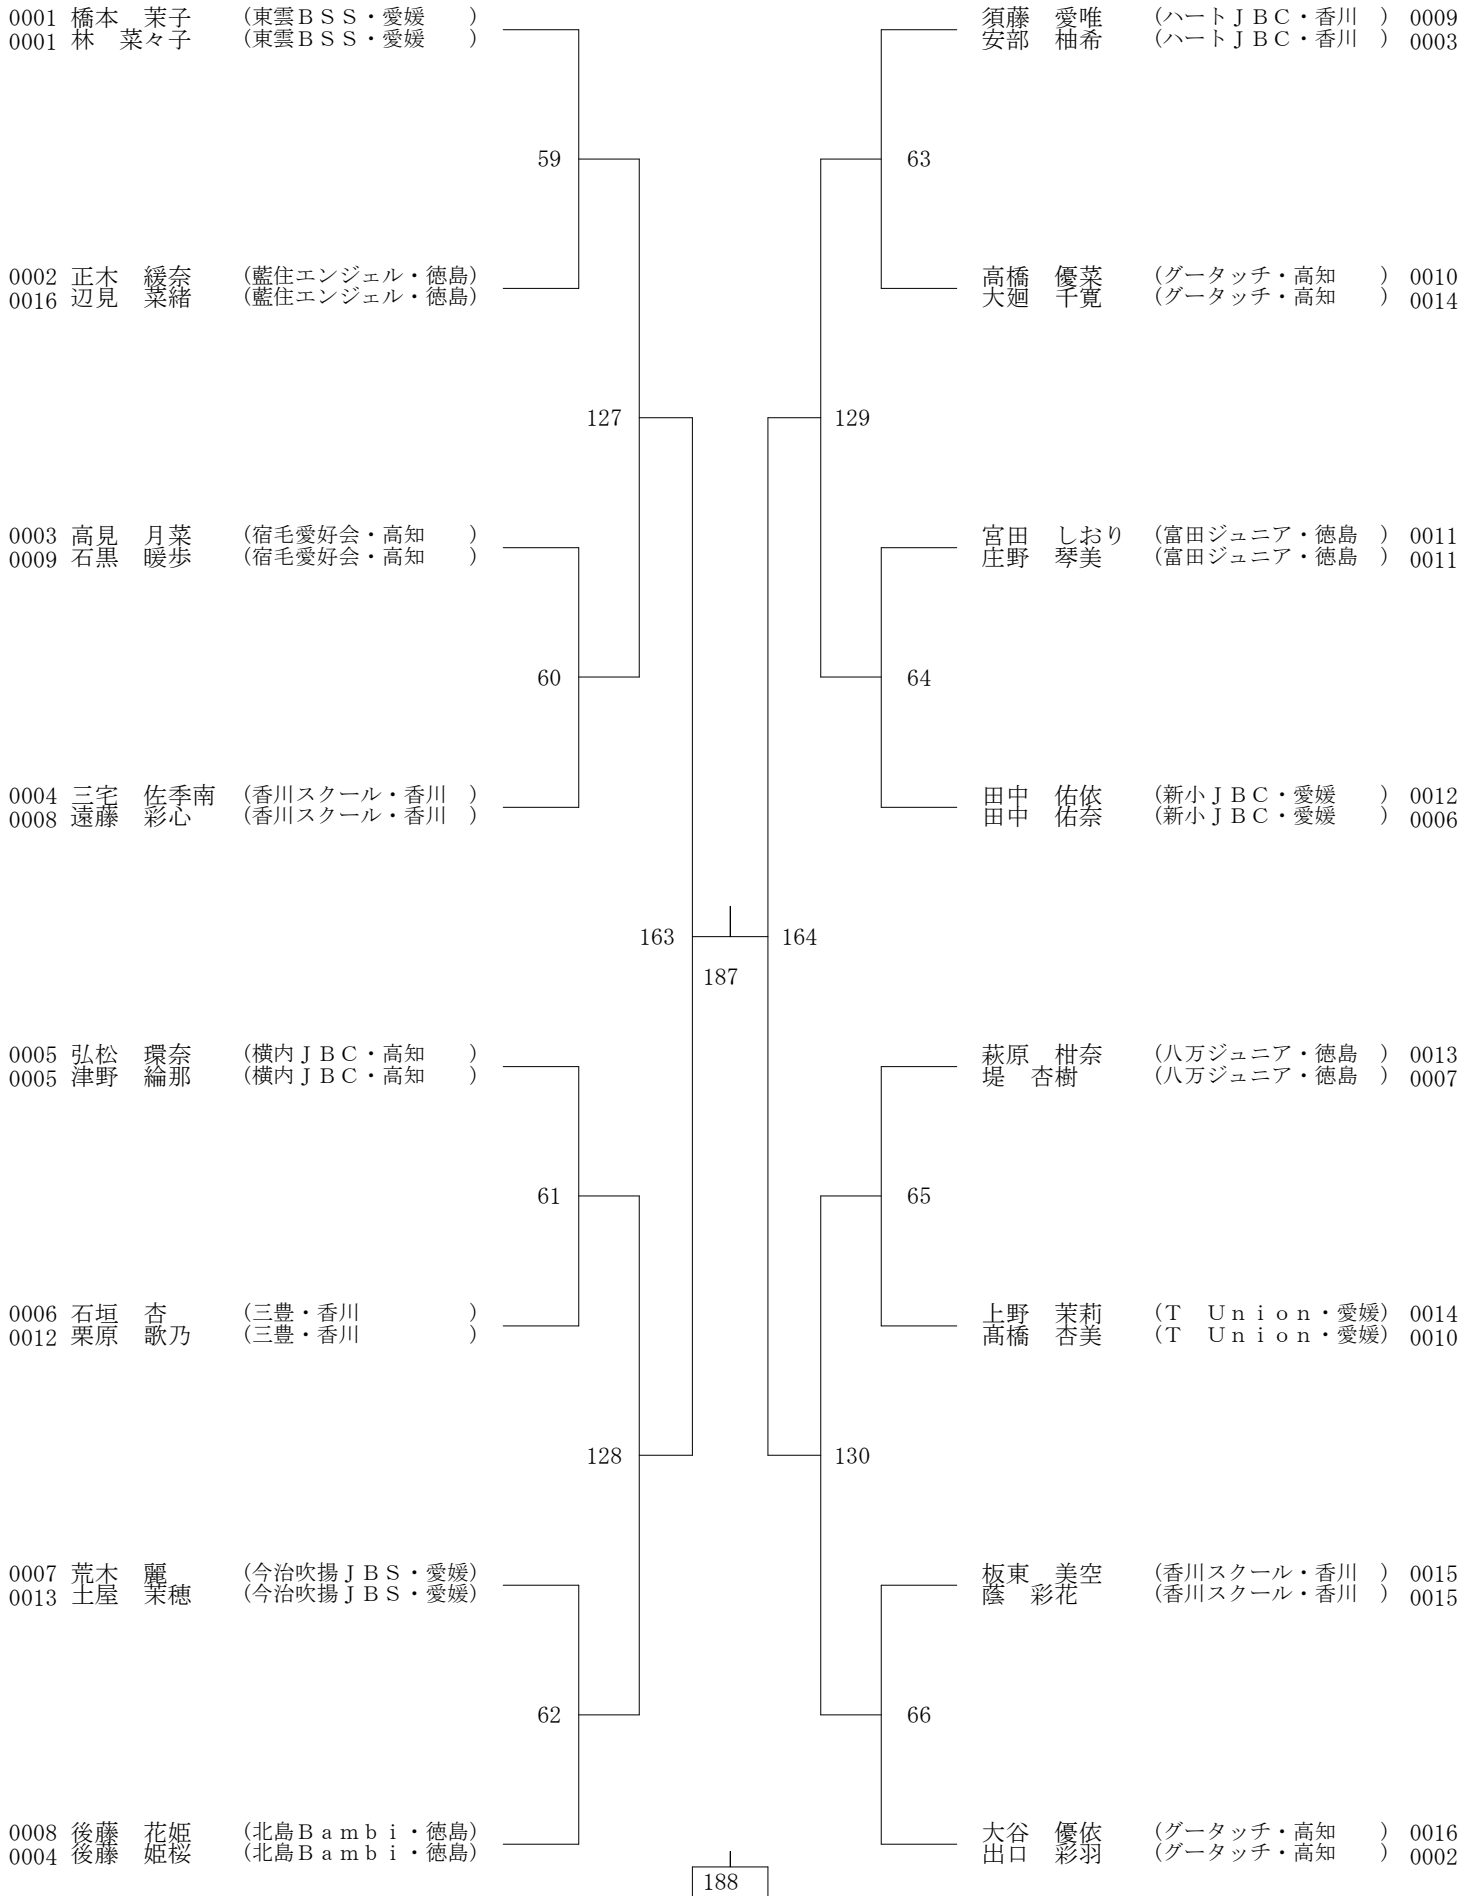 0001 橋本　茉子　(東雲ＢＳＳ・愛媛　　)
0001 林　菜々子　(東雲ＢＳＳ・愛媛　　)
59
0002 正木　緩奈　(藍住エンジェル・徳島)
0016 辺見　菜緒　(藍住エンジェル・徳島)
127
0003 高見　月菜　(宿毛愛好会・高知　　)
0009 石黒　暖歩　(宿毛愛好会・高知　　)
60
0004 三宅　佐季南　(香川スクール・香川　)
0008 遠藤　彩心　(香川スクール・香川　)
163
0005 弘松　環奈　(横内ＪＢＣ・高知　　)
0005 津野　綸那　(横内ＪＢＣ・高知　　)
61
0006 石垣　杏　(三豊・香川　　　　　)
0012 栗原　歌乃　(三豊・香川　　　　　)
128
0007 荒木　麗　(今治吹揚ＪＢＳ・愛媛)
0013 土屋　茉穂　(今治吹揚ＪＢＳ・愛媛)
62
0008 後藤　花姫　(北島Ｂａｍｂｉ・徳島)
0004 後藤　姫桜　(北島Ｂａｍｂｉ・徳島)
187
188
須藤　愛唯　(ハートＪＢＣ・香川　) 0009
安部　柚希　(ハートＪＢＣ・香川　) 0003
63
高橋　優菜　(グータッチ・高知　　) 0010
大廻　千寛　(グータッチ・高知　　) 0014
129
宮田　しおり　(富田ジュニア・徳島　) 0011
庄野　琴美　(富田ジュニア・徳島　) 0011
64
田中　佑依　(新小ＪＢＣ・愛媛　　) 0012
田中　佑奈　(新小ＪＢＣ・愛媛　　) 0006
164
萩原　柑奈　(八万ジュニア・徳島　) 0013
堤　杏樹　(八万ジュニア・徳島　) 0007
65
上野　茉莉　(Ｔ　Ｕｎｉｏｎ・愛媛) 0014
髙橋　杏美　(Ｔ　Ｕｎｉｏｎ・愛媛) 0010
130
板東　美空　(香川スクール・香川　) 0015
蔭　彩花　(香川スクール・香川　) 0015
66
大谷　優依　(グータッチ・高知　　) 0016
出口　彩羽　(グータッチ・高知　　) 0002